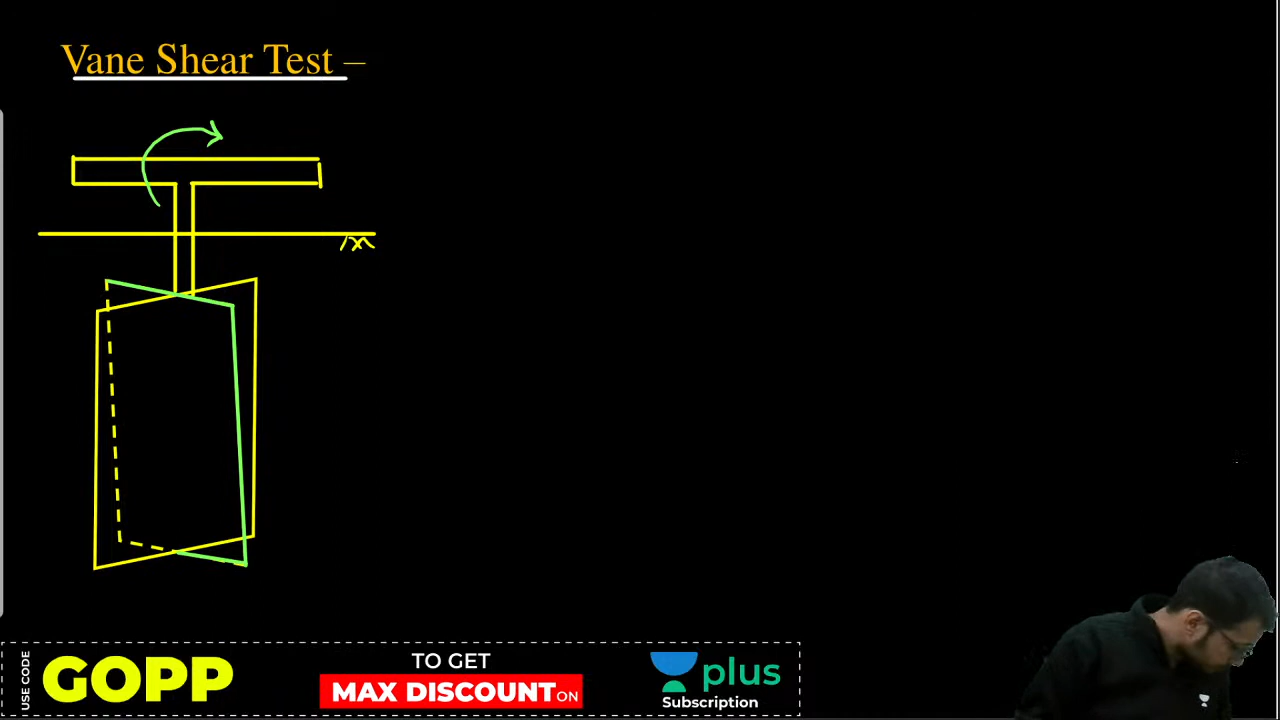 Vane Shear Test –
USE CODE
GOPP
TO GET
MAX DISCOUNT ON
plus
Subscription